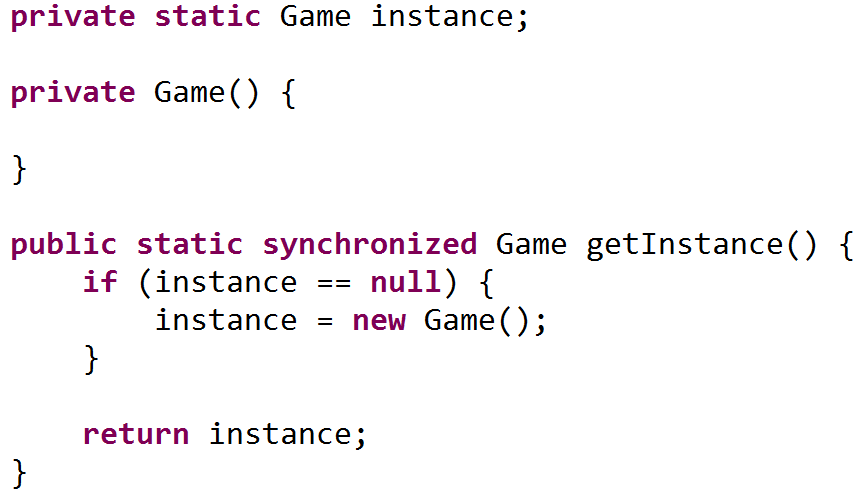 private static Game instance;
private Game() {
}
public static synchronized Game getInstance() {
    if (instance == null) {
        instance = new Game();
    }
    return instance;
}